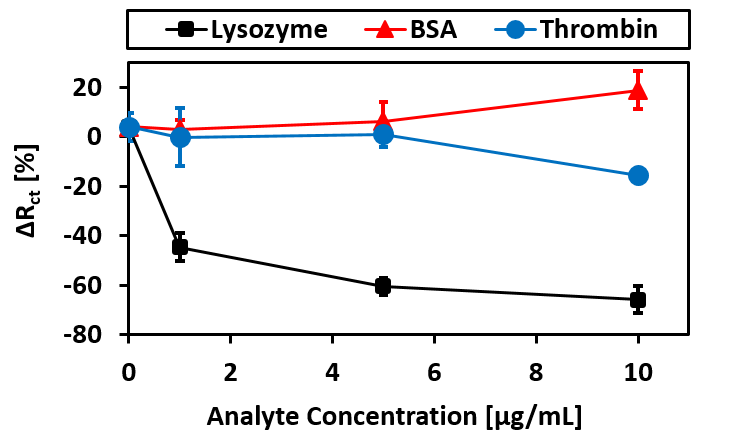 Lysozyme BSA Thrombin
20
0
-20
-40
-60
-80
ΔRct [%]
0 2 4 6 8 10
Analyte Concentration [µg/mL]